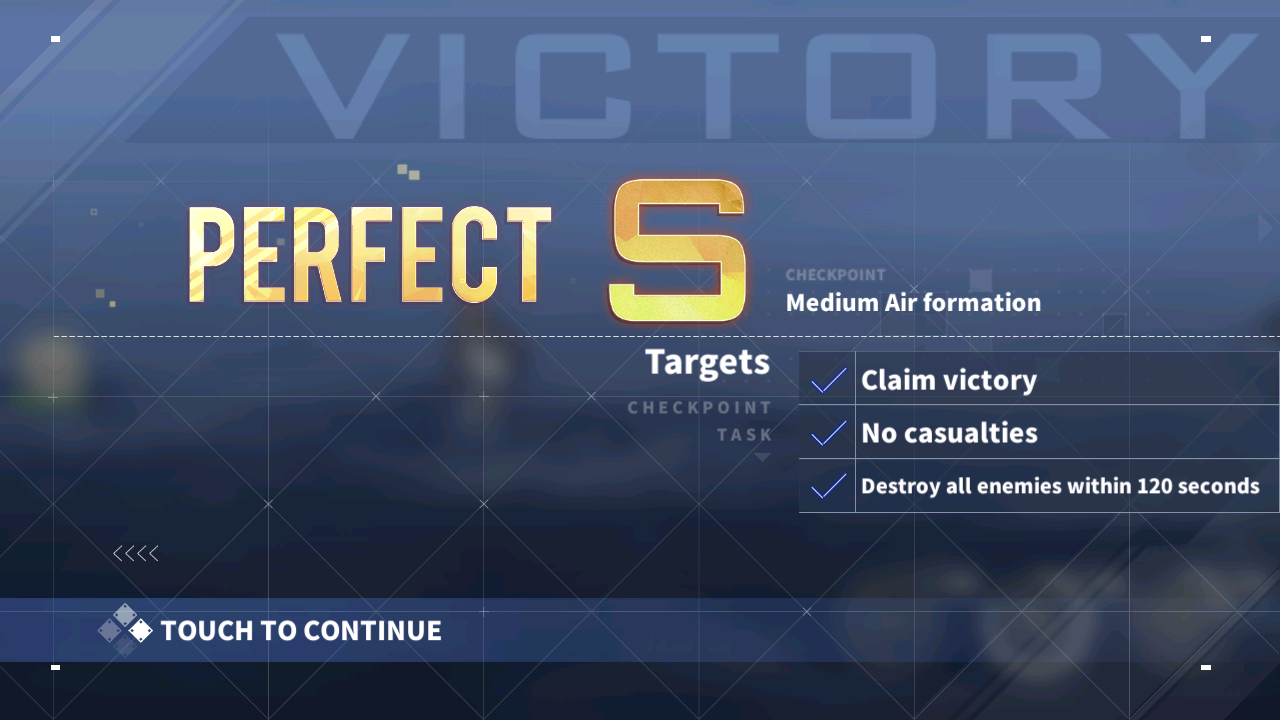 VICTORY
PERFECT S
CHECKPOINT
Medium Air formation
Targets
CHECKPOINT
TASK
Claim victory
No casualties
Destroy all enemies within 120 seconds
TOUCH TO CONTINUE